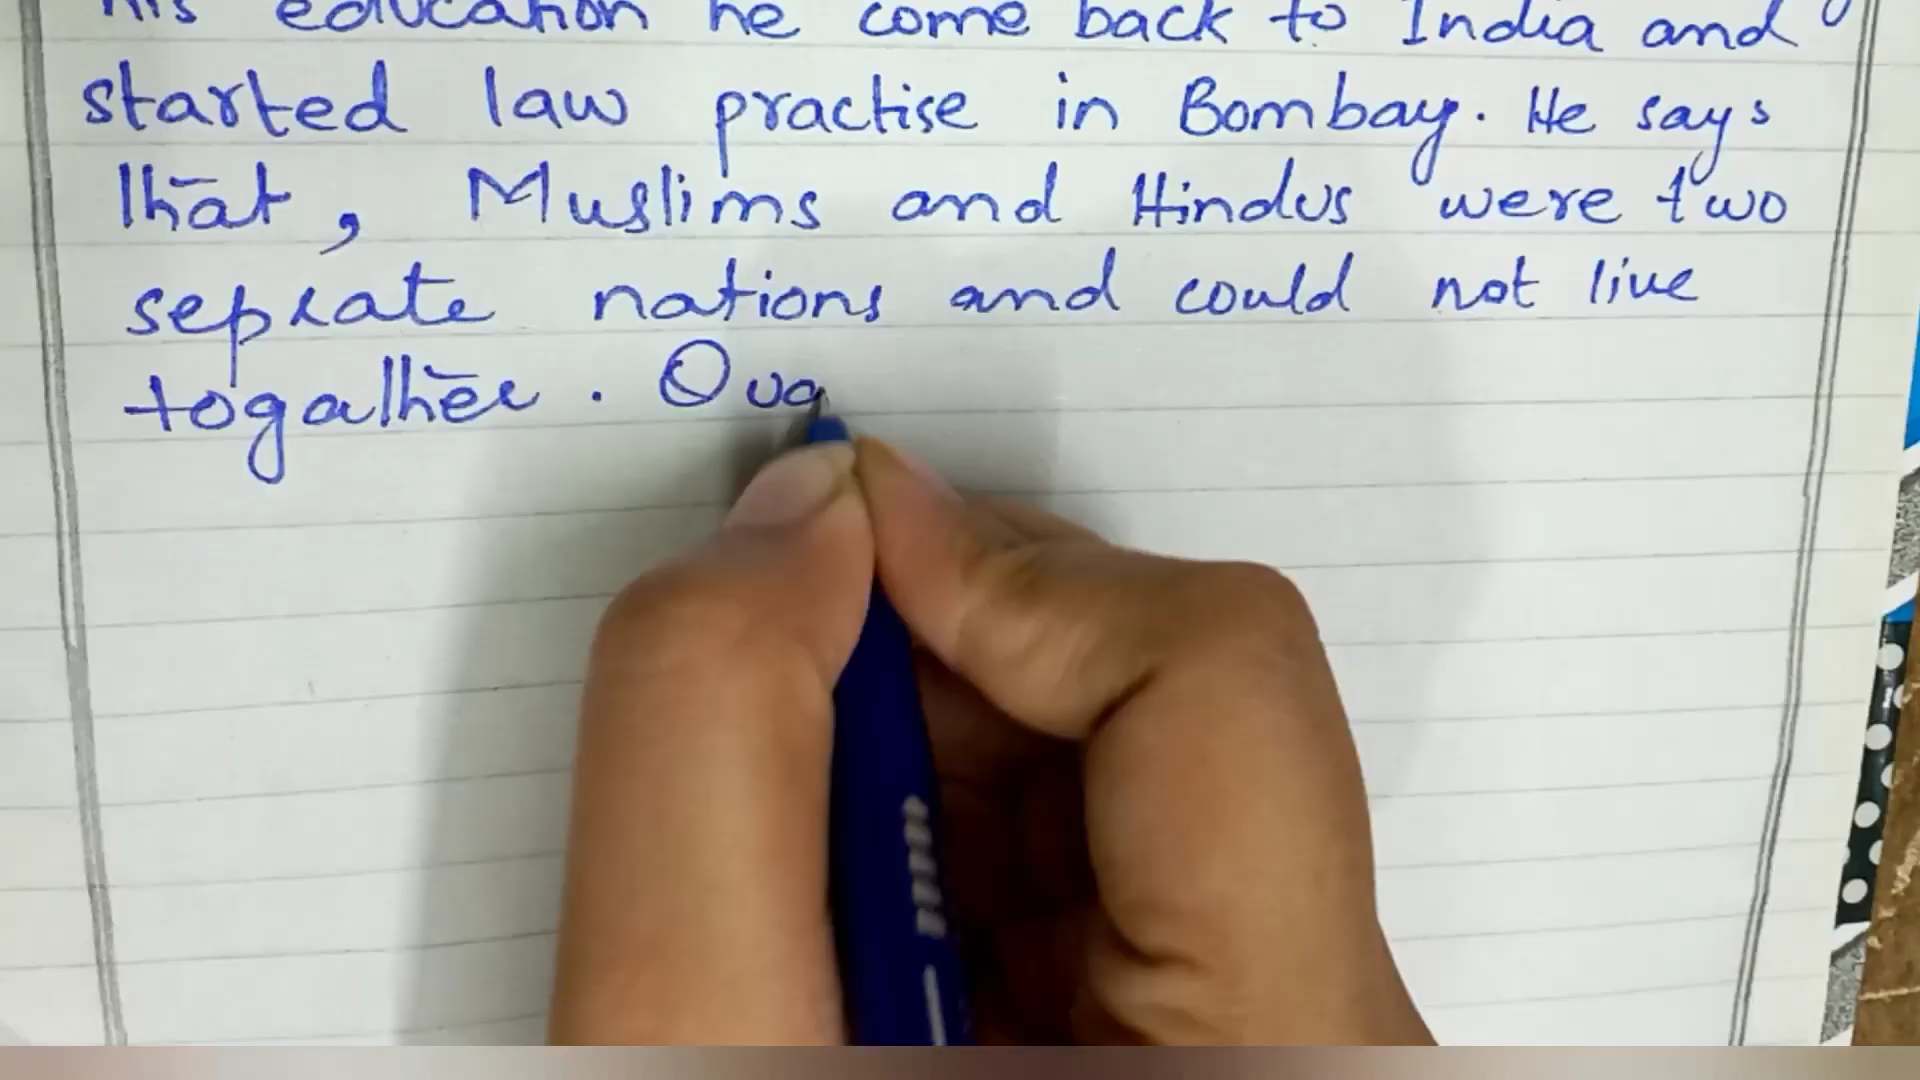 his education he come back to India and
started law practise in Bombay. He says
that, Muslims and Hindus were two
seprate nations and could not live
togather. Qua